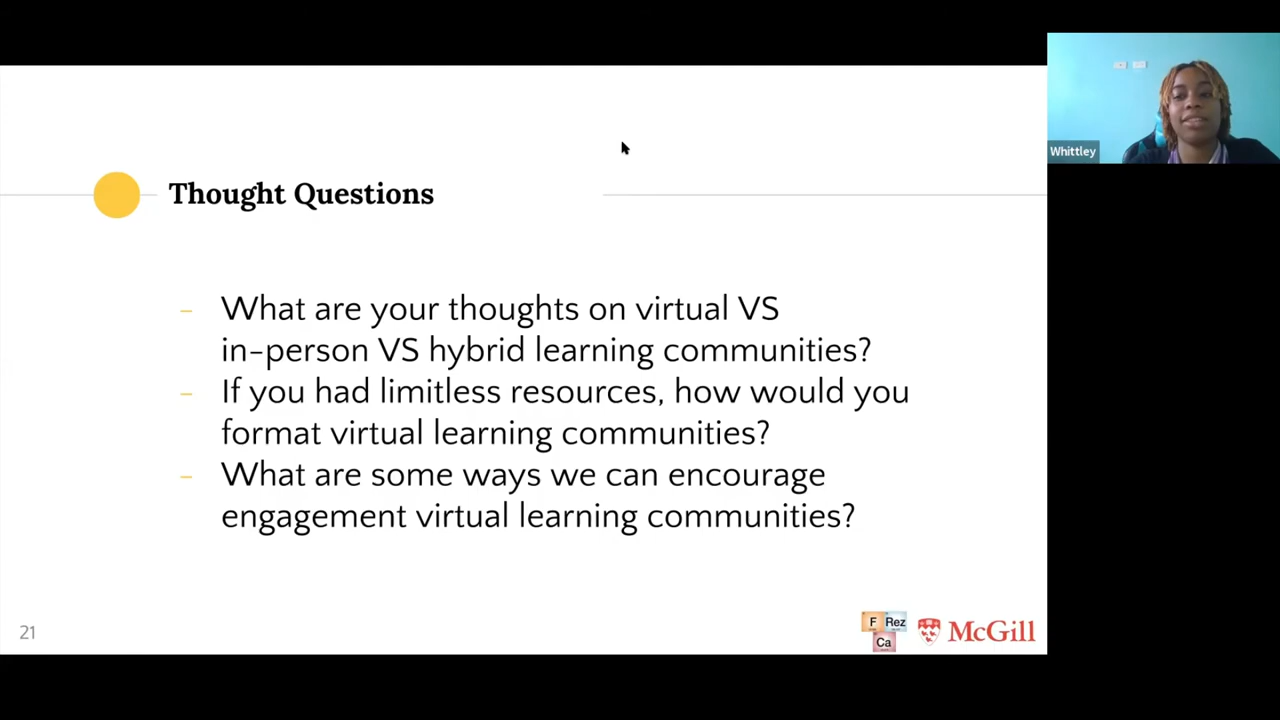 Whittley
Thought Questions
- What are your thoughts on virtual VS
in-person VS hybrid learning communities?
- If you had limitless resources, how would you
format virtual learning communities?
- What are some ways we can encourage
engagement virtual learning communities?
21
F Rez
Ca
McGill